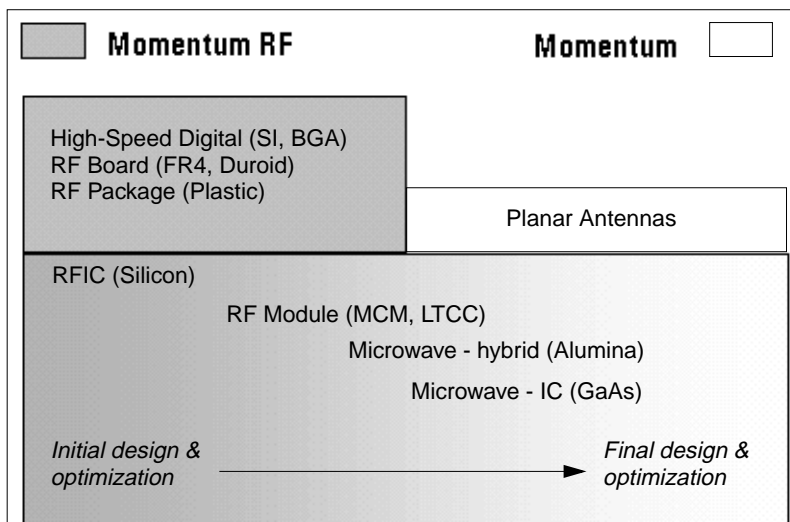 Momentum RF
Momentum
High-Speed Digital (SI, BGA)
RF Board (FR4, Duroid)
RF Package (Plastic)
Planar Antennas
RFIC (Silicon)
RF Module (MCM, LTCC)
Microwave - hybrid (Alumina)
Microwave - IC (GaAs)
Initial design &
optimization
Final design &
optimization